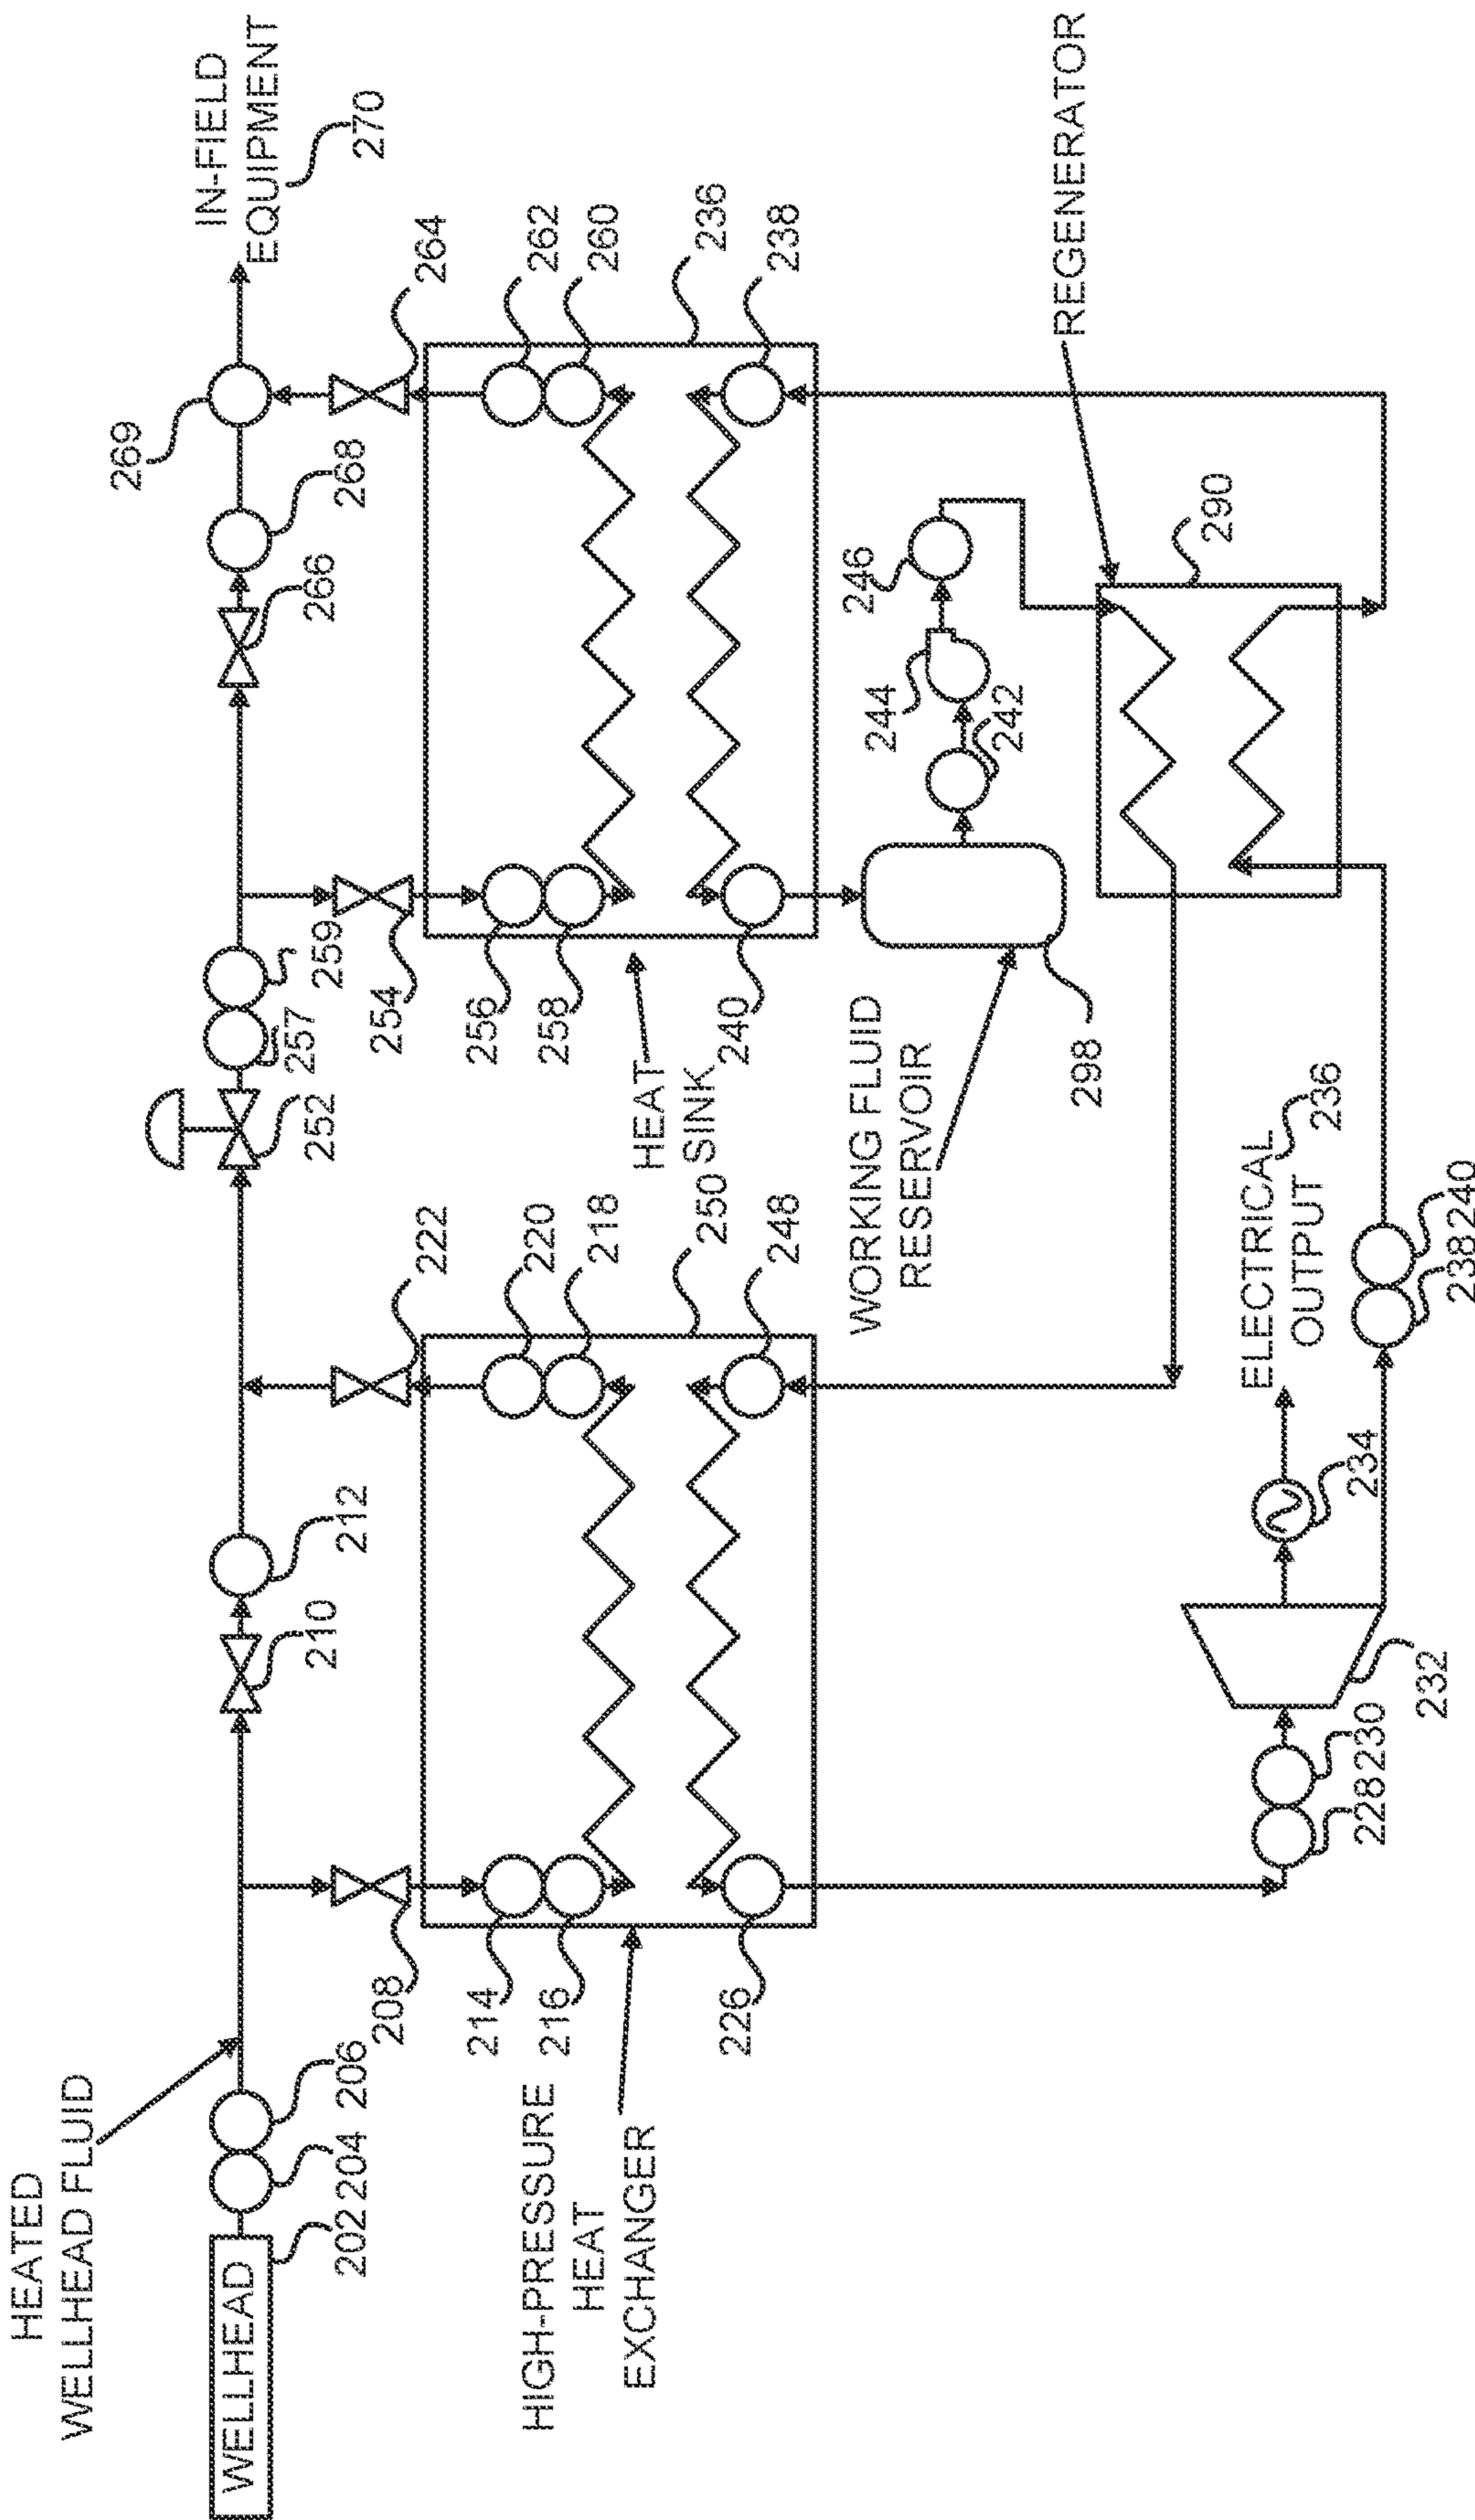 HEATED
WELLHEAD FLUID
WELLHEAD
202
204
206
208
210
212
HIGH-PRESSURE
HEAT
EXCHANGER
214
216
226
222
220
218
250
248
252
257
259
254
256
258
240
HEAT
SINK
266
268
269
IN-FIELD
EQUIPMENT
270
264
262
260
236
238
WORKING FLUID
RESERVOIR
298
242
244
246
REGENERATOR
290
228
230
232
234
ELECTRICAL
OUTPUT
236
238
240